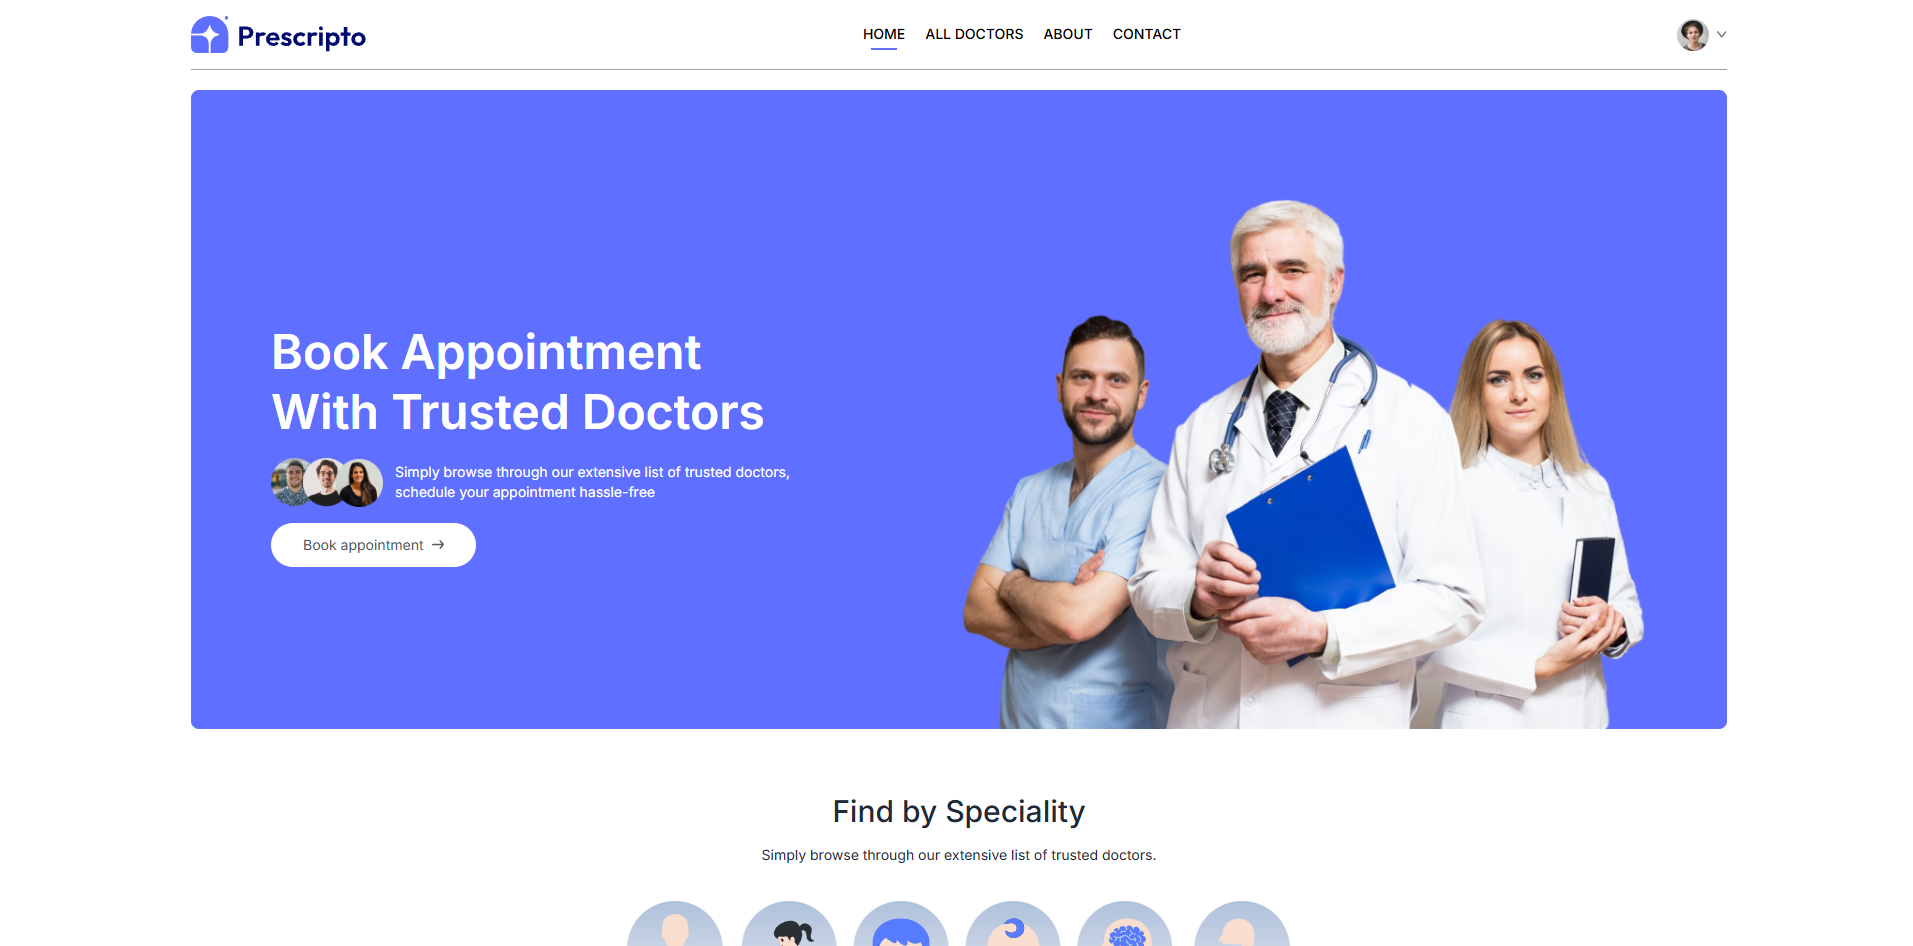 Prescripto
HOME ALL DOCTORS ABOUT CONTACT
Book Appointment
With Trusted Doctors
Simply browse through our extensive list of trusted doctors,
schedule your appointment hassle-free
Book appointment →
Find by Speciality
Simply browse through our extensive list of trusted doctors.